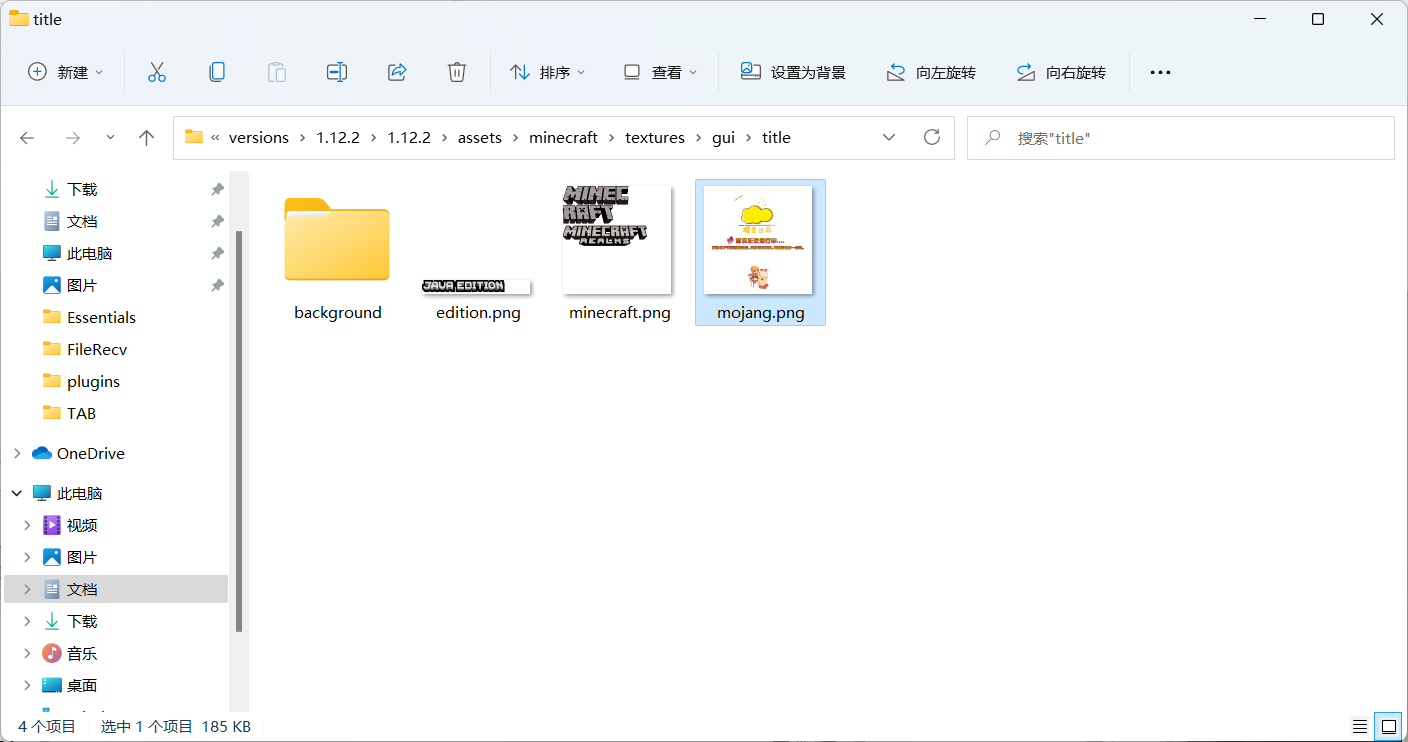 title
新建
排序
查看
设置为背景
向左旋转
向右旋转
« versions › 1.12.2 › 1.12.2 › assets › minecraft › textures › gui › title
搜索"title"
下载
文档
此电脑
图片
Essentials
FileRecv
plugins
TAB
OneDrive
此电脑
视频
图片
文档
下载
音乐
桌面
MINEC
RAFT
MINECRAFT
REALMS
JAVA EDITION
background
edition.png
minecraft.png
mojang.png
4 个项目
选中 1 个项目 185 KB